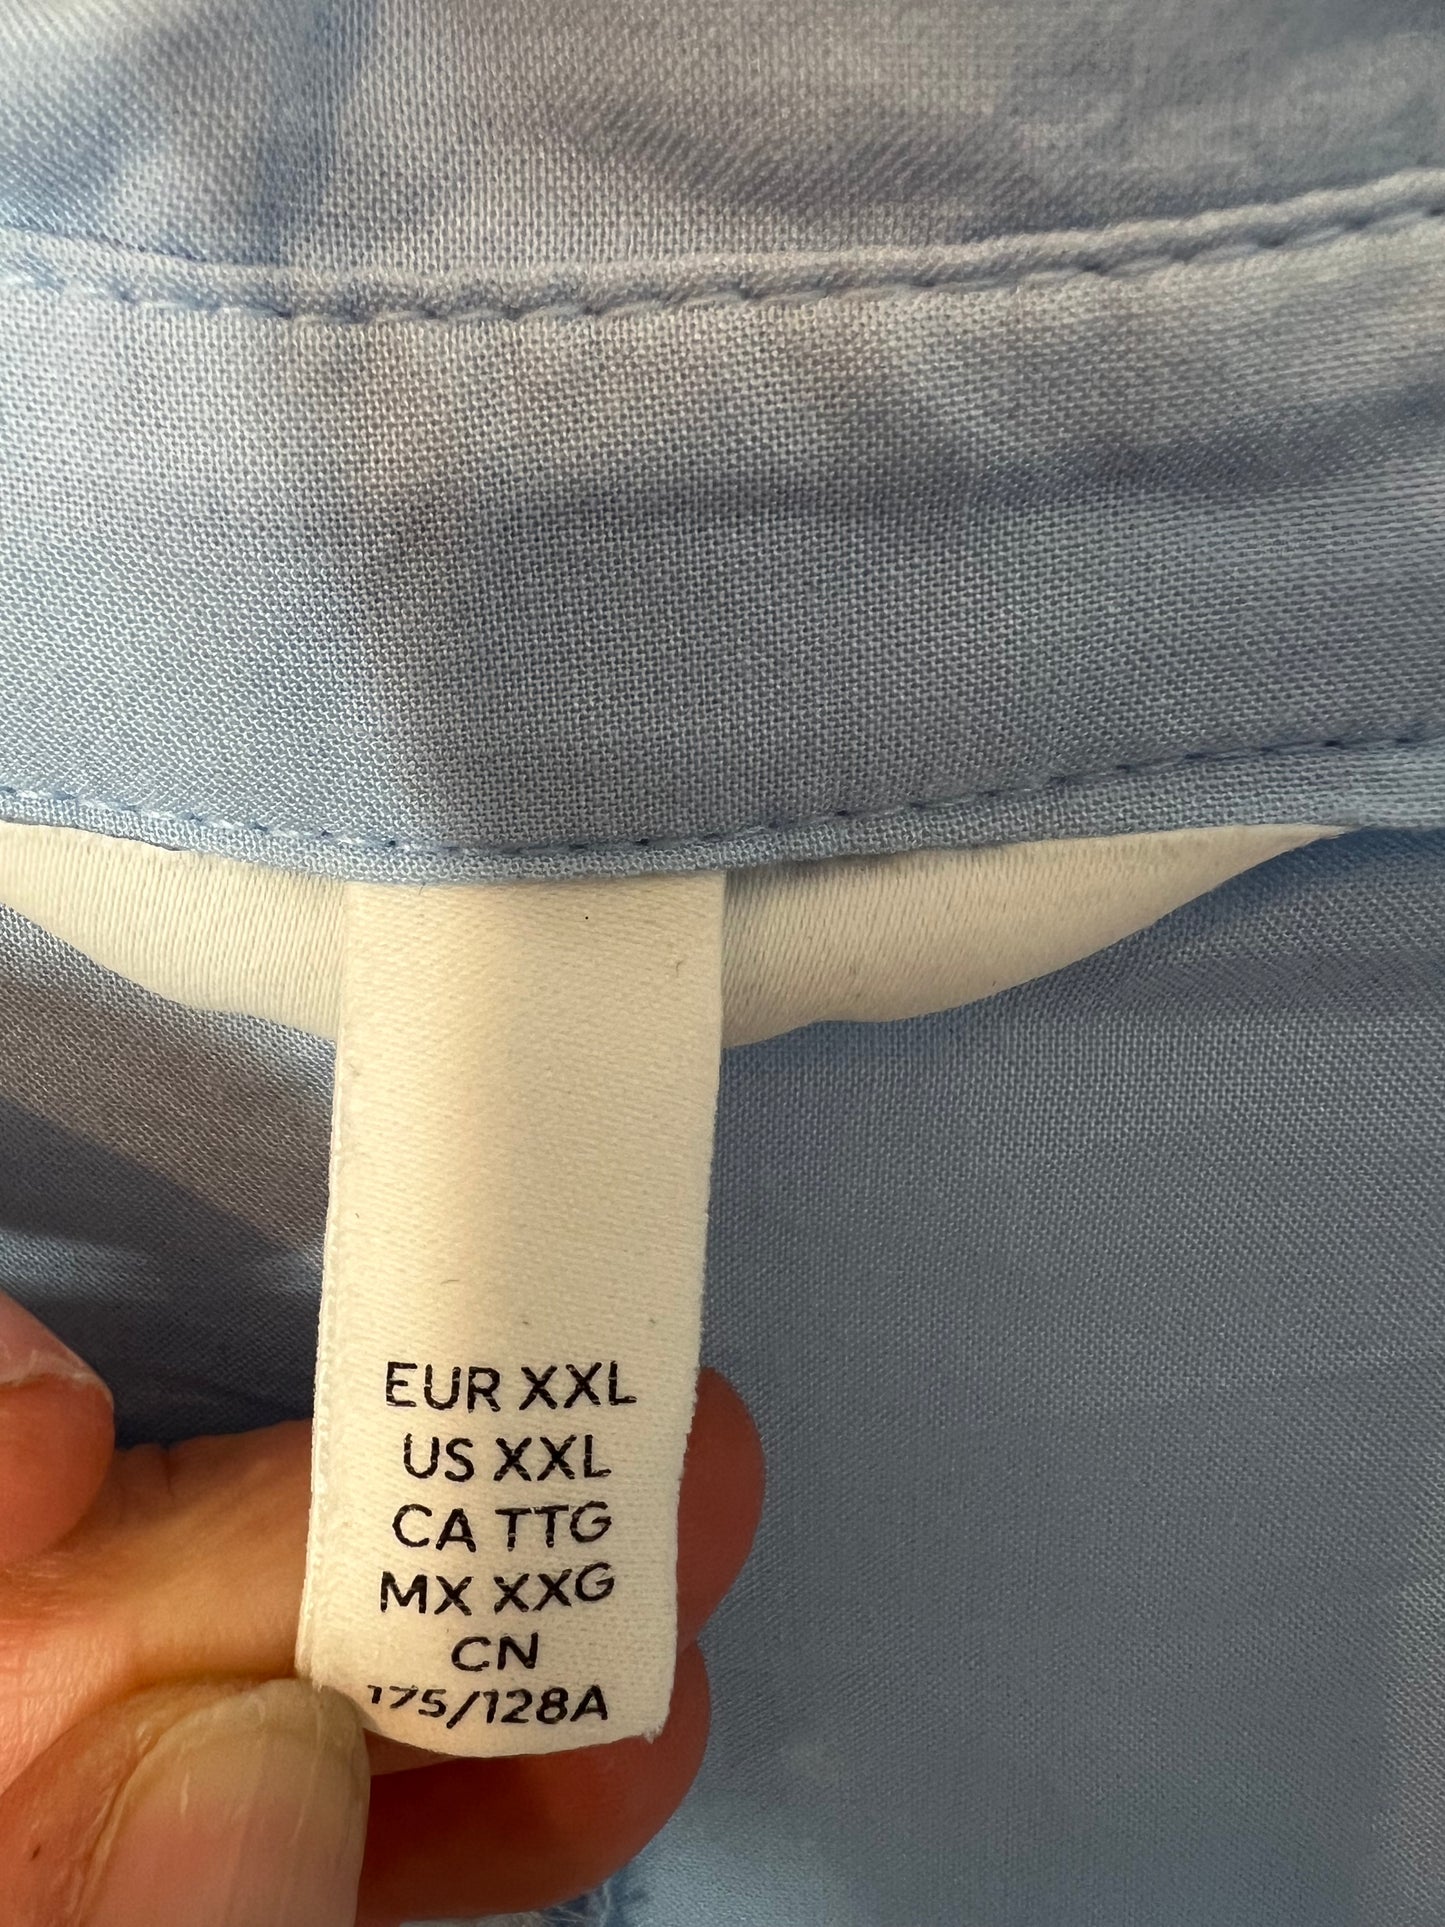 EUR XXL
US XXL
CA TTG
MX XXG
CN
175/128A